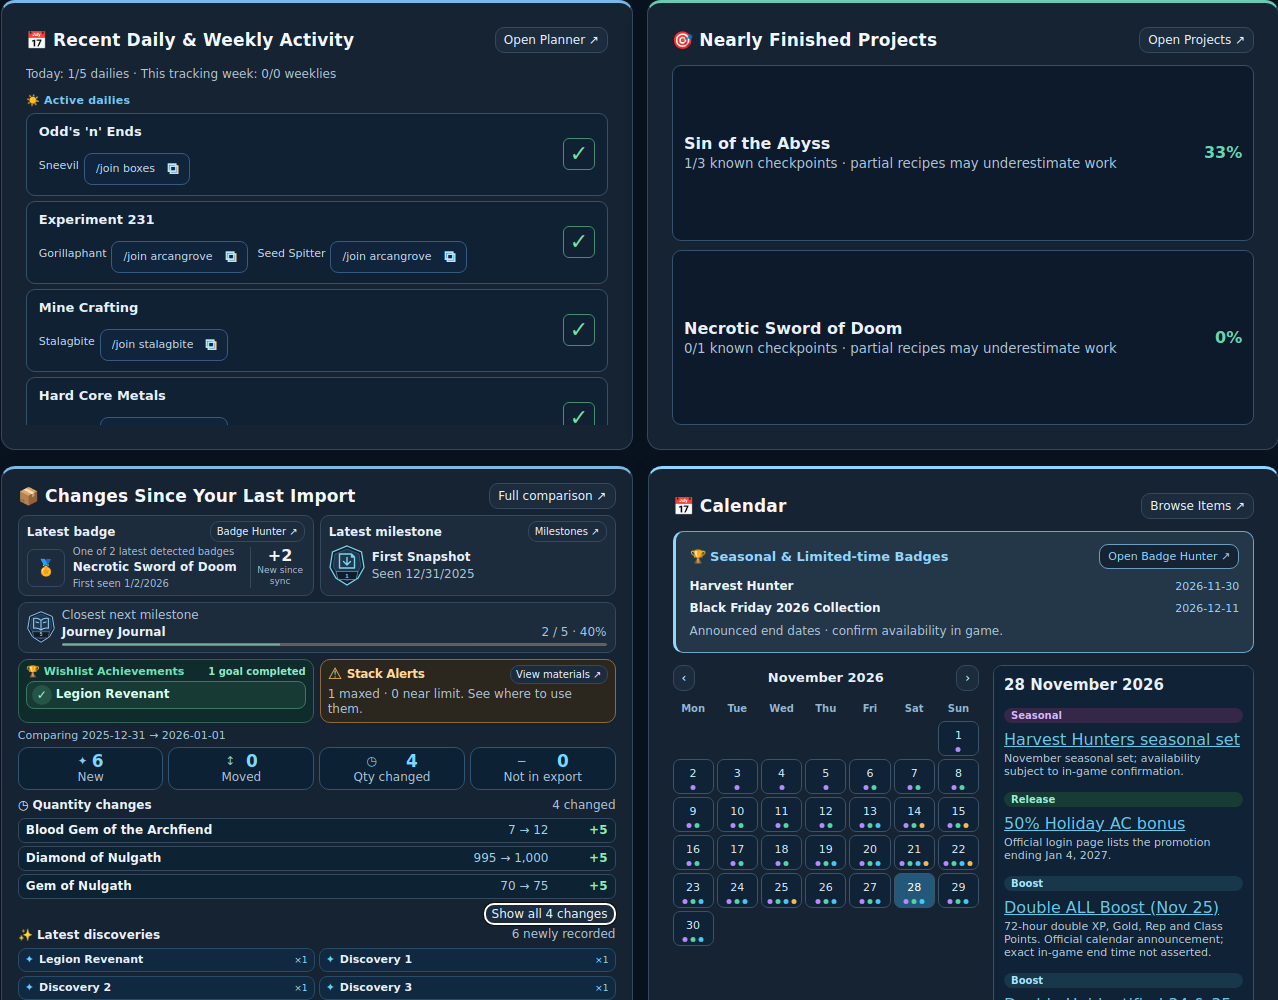 Recent Daily & Weekly Activity
Open Planner ↗
Today: 1/5 dailies · This tracking week: 0/0 weeklies
Active dailies
Odd's 'n' Ends
Sneevil /join boxes
Experiment 231
Gorillaphant /join arcangrove Seed Spitter /join arcangrove
Mine Crafting
Stalagbite /join stalagbite
Hard Core Metals
Nearly Finished Projects
Open Projects ↗
Sin of the Abyss
1/3 known checkpoints · partial recipes may underestimate work
33%
Necrotic Sword of Doom
0/1 known checkpoints · partial recipes may underestimate work
0%
Changes Since Your Last Import
Full comparison ↗
Latest badge
Badge Hunter ↗
One of 2 latest detected badges
Necrotic Sword of Doom
First seen 1/2/2026
+2
New since
sync
Latest milestone
Milestones ↗
First Snapshot
Seen 12/31/2025
Closest next milestone
Journey Journal
2 / 5 · 40%
Wishlist Achievements
1 goal completed
✓ Legion Revenant
Stack Alerts
View materials ↗
1 maxed · 0 near limit. See where to use
them.
Comparing 2025-12-31 → 2026-01-01
6
New
0
Moved
4
Qty changed
0
Not in export
Quantity changes
4 changed
Blood Gem of the Archfiend 7 → 12 +5
Diamond of Nulgath 995 → 1,000 +5
Gem of Nulgath 70 → 75 +5
Show all 4 changes
Latest discoveries
6 newly recorded
Legion Revenant ×1
Discovery 1 ×1
Discovery 2 ×1
Discovery 3 ×1
Calendar
Browse Items ↗
Seasonal & Limited-time Badges
Open Badge Hunter ↗
Harvest Hunter 2026-11-30
Black Friday 2026 Collection 2026-12-11
Announced end dates · confirm availability in game.
‹ November 2026 ›
Mon Tue Wed Thu Fri Sat Sun
1
2 3 4 5 6 7 8
9 10 11 12 13 14 15
16 17 18 19 20 21 22
23 24 25 26 27 28 29
30
28 November 2026
Seasonal
Harvest Hunters seasonal set
November seasonal set; availability
subject to in-game confirmation.
Release
50% Holiday AC bonus
Official login page lists the promotion
ending Jan 4, 2027.
Boost
Double ALL Boost (Nov 25)
72-hour double XP, Gold, Rep and Class
Points. Official calendar announcement;
exact in-game end time not asserted.
Boost